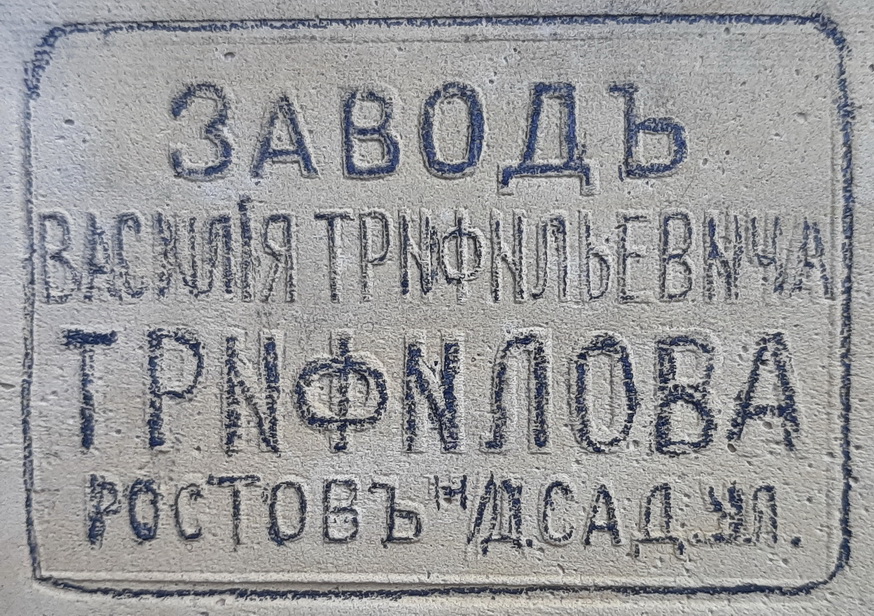 ЗАВОДЪ
ВАСИЛІЯ ТРИФИЛЬЕВИЧА
ТРИФИЛОВА
РОСТОВЪ Н/Д. САД. УЛ.